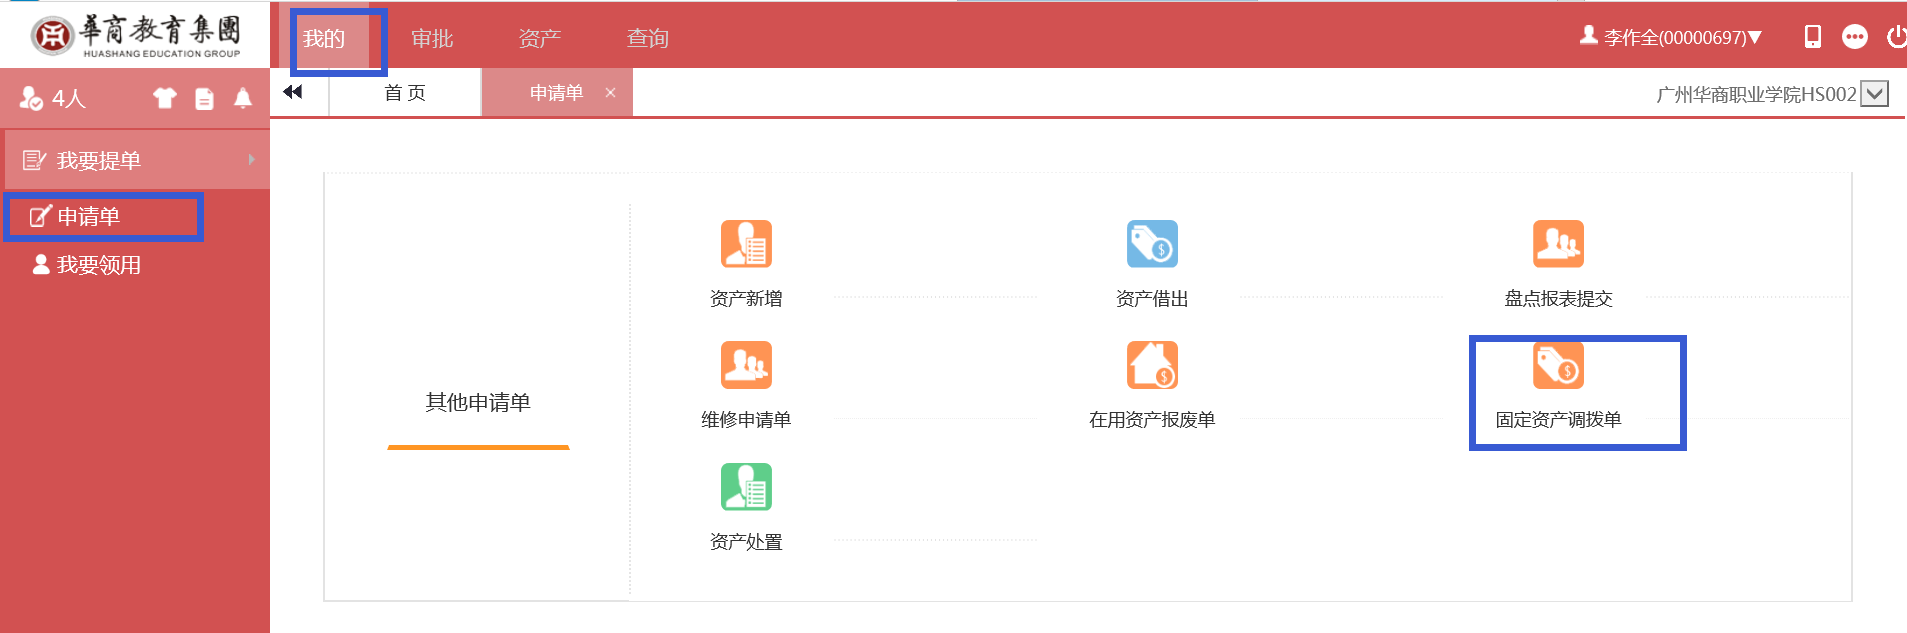 華商教育集團
HUASHANG EDUCATION GROUP
我的 审批 资产 查询
李作全(00000697)▼
4人
首 页 申请单 ×
广州华商职业学院HS002
我要提单
申请单
我要领用
其他申请单
资产新增 资产借出 盘点报表提交
维修申请单 在用资产报废单 固定资产调拨单
资产处置